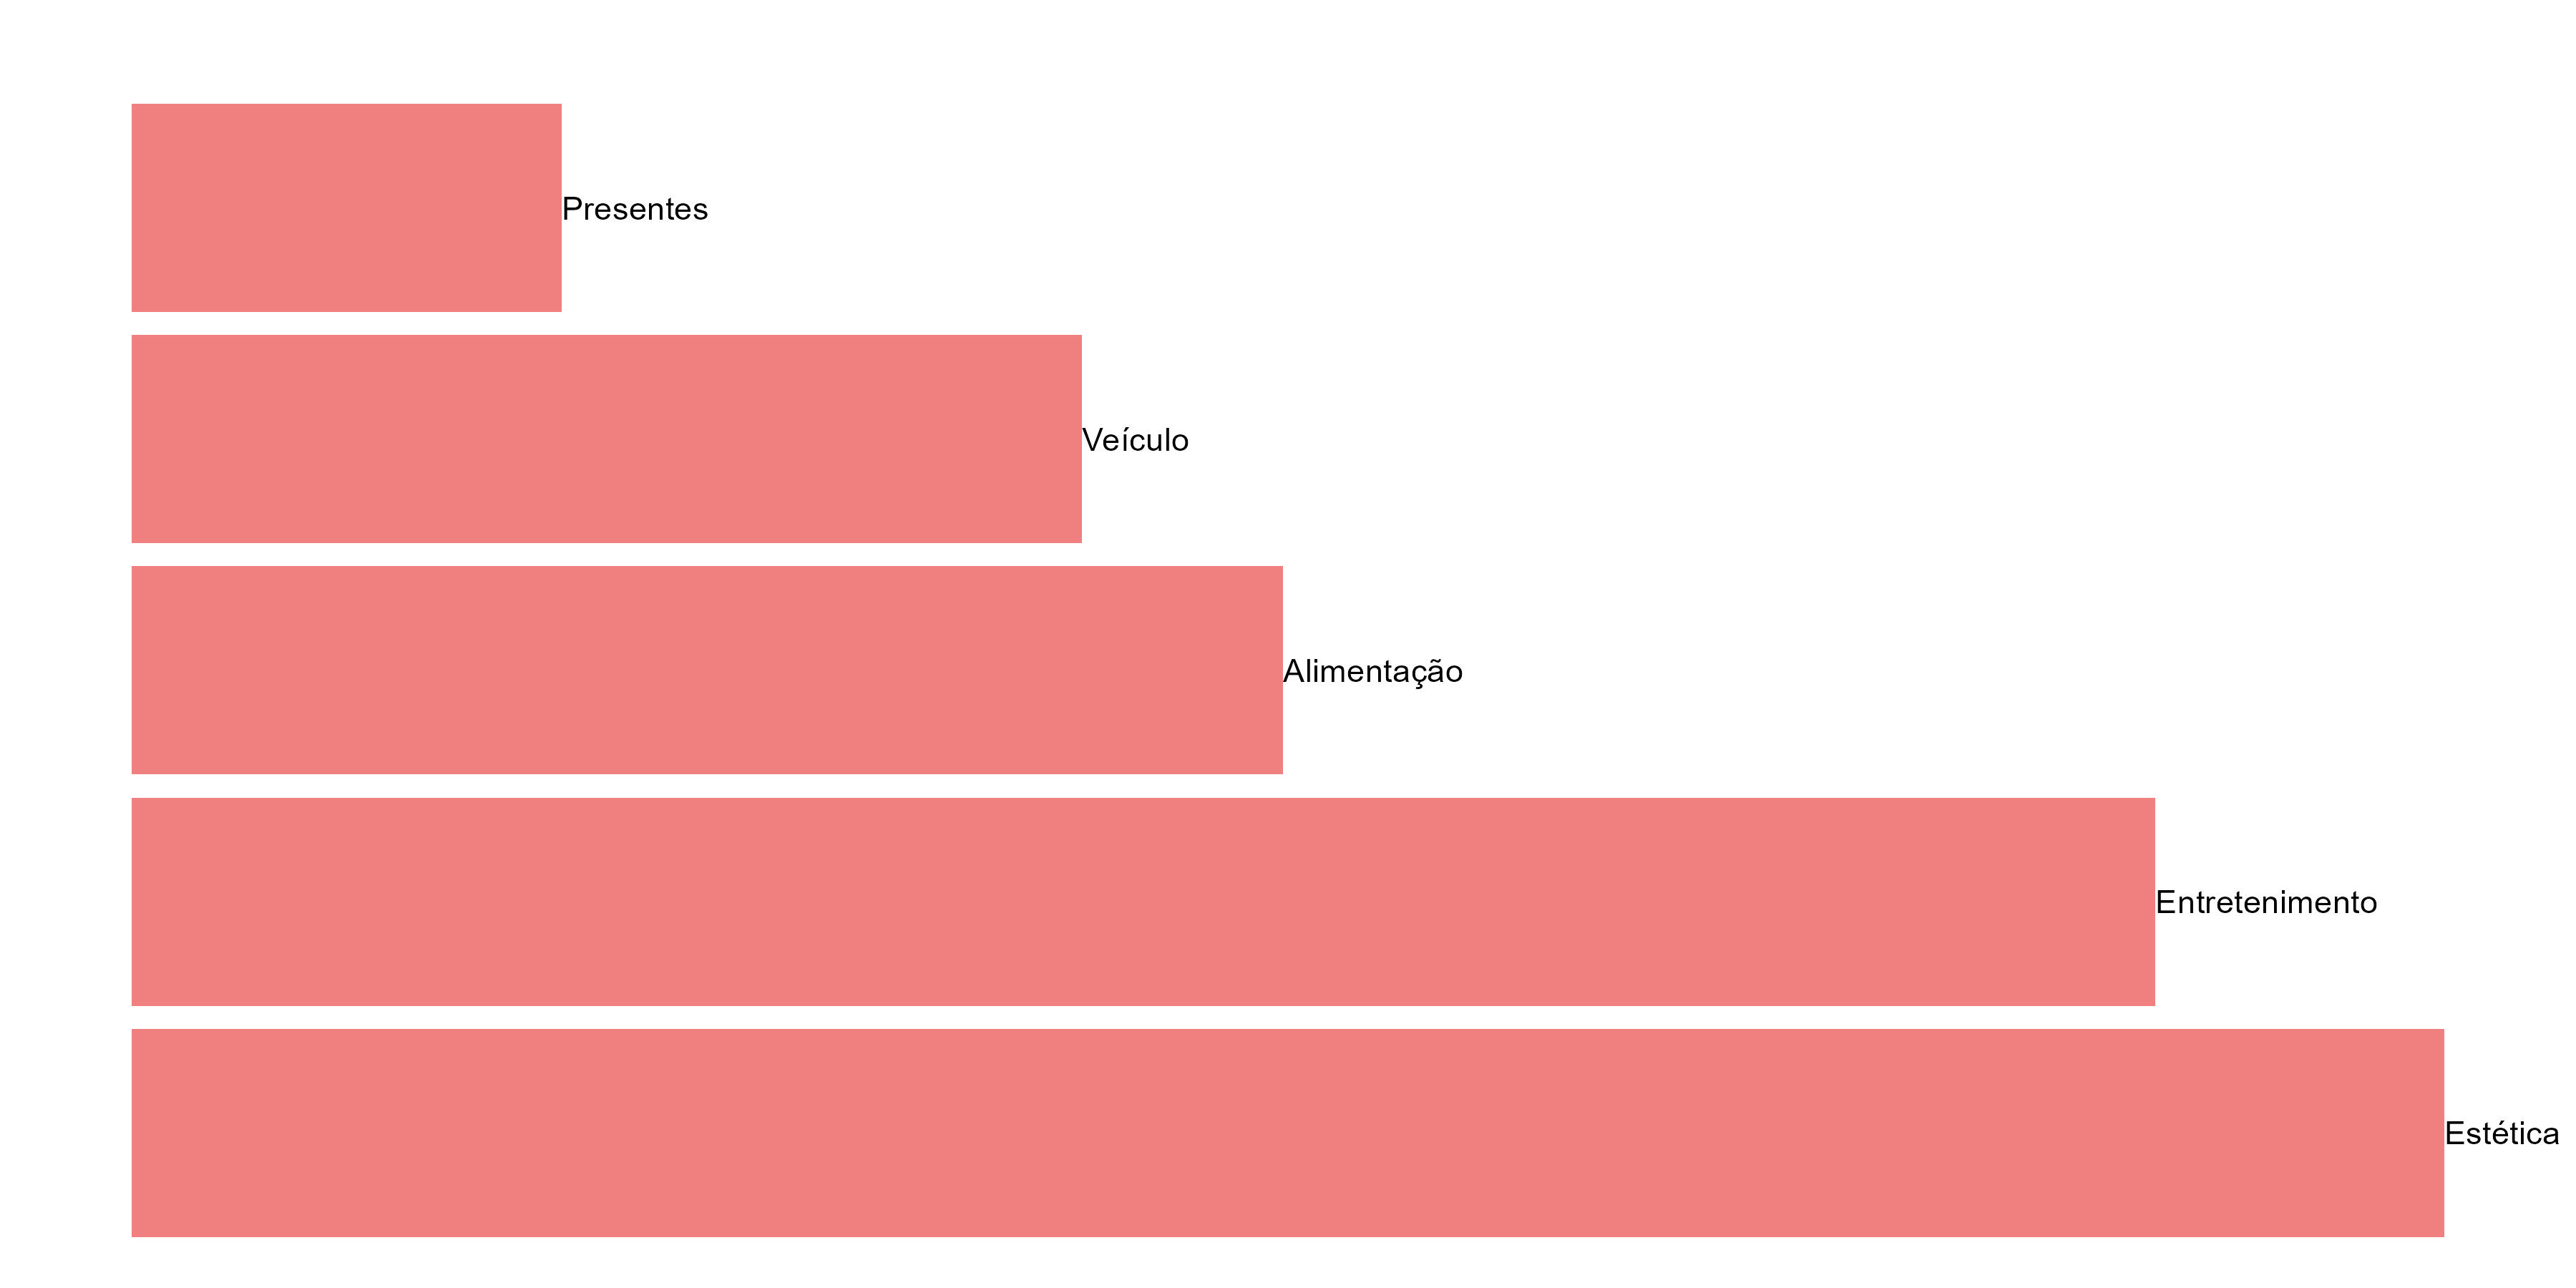 Presentes
Veículo
Alimentação
Entretenimento
Estética